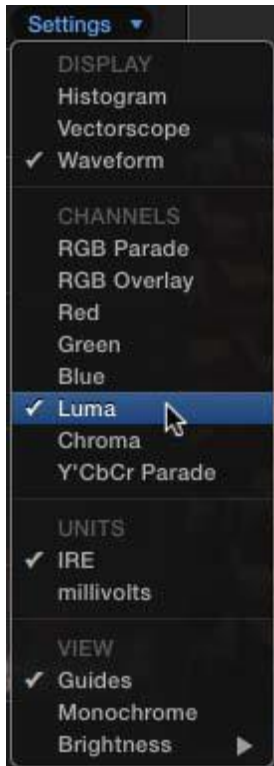 Settings
DISPLAY
Histogram
Vectorscope
Waveform
CHANNELS
RGB Parade
RGB Overlay
Red
Green
Blue
Luma
Chroma
Y'CbCr Parade
UNITS
IRE
millivolts
VIEW
Guides
Monochrome
Brightness